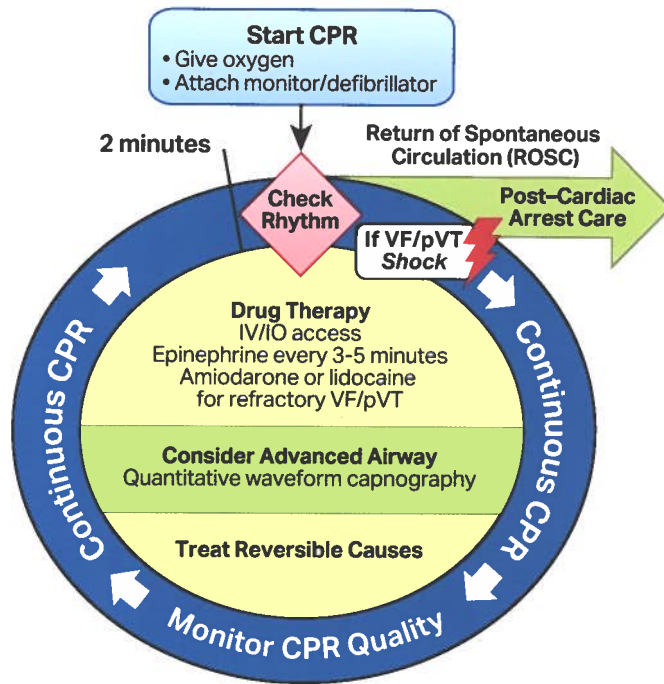 Start CPR
• Give oxygen
• Attach monitor/defibrillator
2 minutes
Return of Spontaneous
Circulation (ROSC)
Check
Rhythm
Post–Cardiac
Arrest Care
If VF/pVT
Shock
Drug Therapy
IV/IO access
Epinephrine every 3-5 minutes
Amiodarone or lidocaine
for refractory VF/pVT
Consider Advanced Airway
Quantitative waveform capnography
Treat Reversible Causes
Continuous CPR
Continuous CPR
Monitor CPR Quality